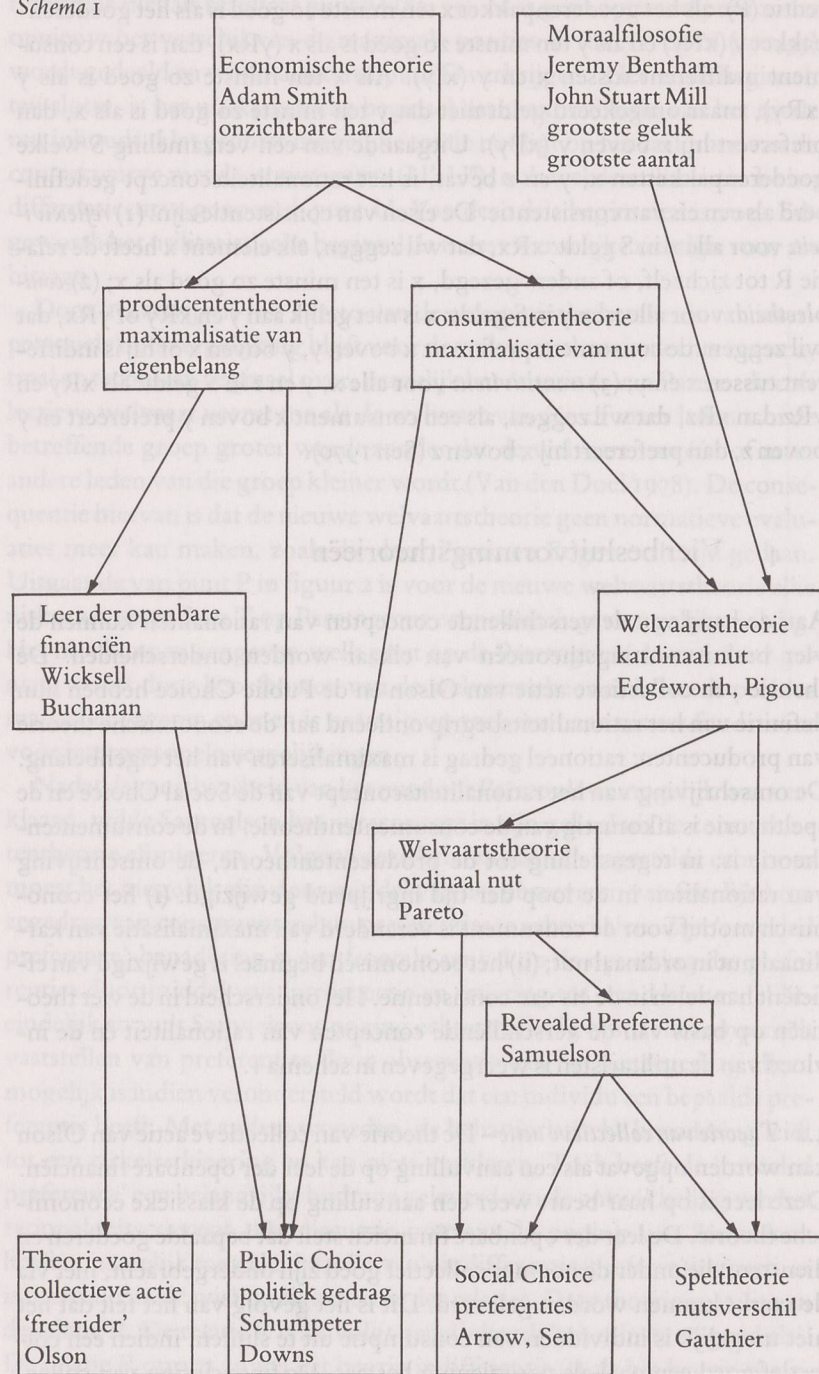 Schema 1
Economische theorie
Adam Smith
onzichtbare hand
Moraalfilosofie
Jeremy Bentham
John Stuart Mill
grootste geluk
grootste aantal
producententheorie
maximalisatie van
eigenbelang
consumententheorie
maximalisatie van nut
Leer der openbare
financiën
Wicksell
Buchanan
Welvaartstheorie
kardinaal nut
Edgeworth, Pigou
Welvaartstheorie
ordinaal nut
Pareto
Revealed Preference
Samuelson
Theorie van
collectieve actie
‘free rider’
Olson
Public Choice
politiek gedrag
Schumpeter
Downs
Social Choice
preferenties
Arrow, Sen
Speltheorie
nutsverschil
Gauthier